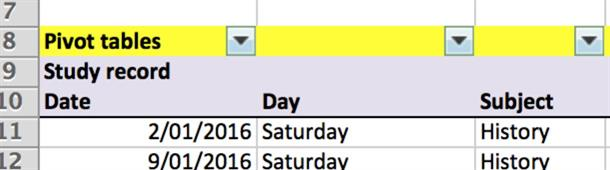 7
8 Pivot tables
9 Study record
10 Date Day Subject
11 2/01/2016 Saturday History
12 9/01/2016 Saturday History